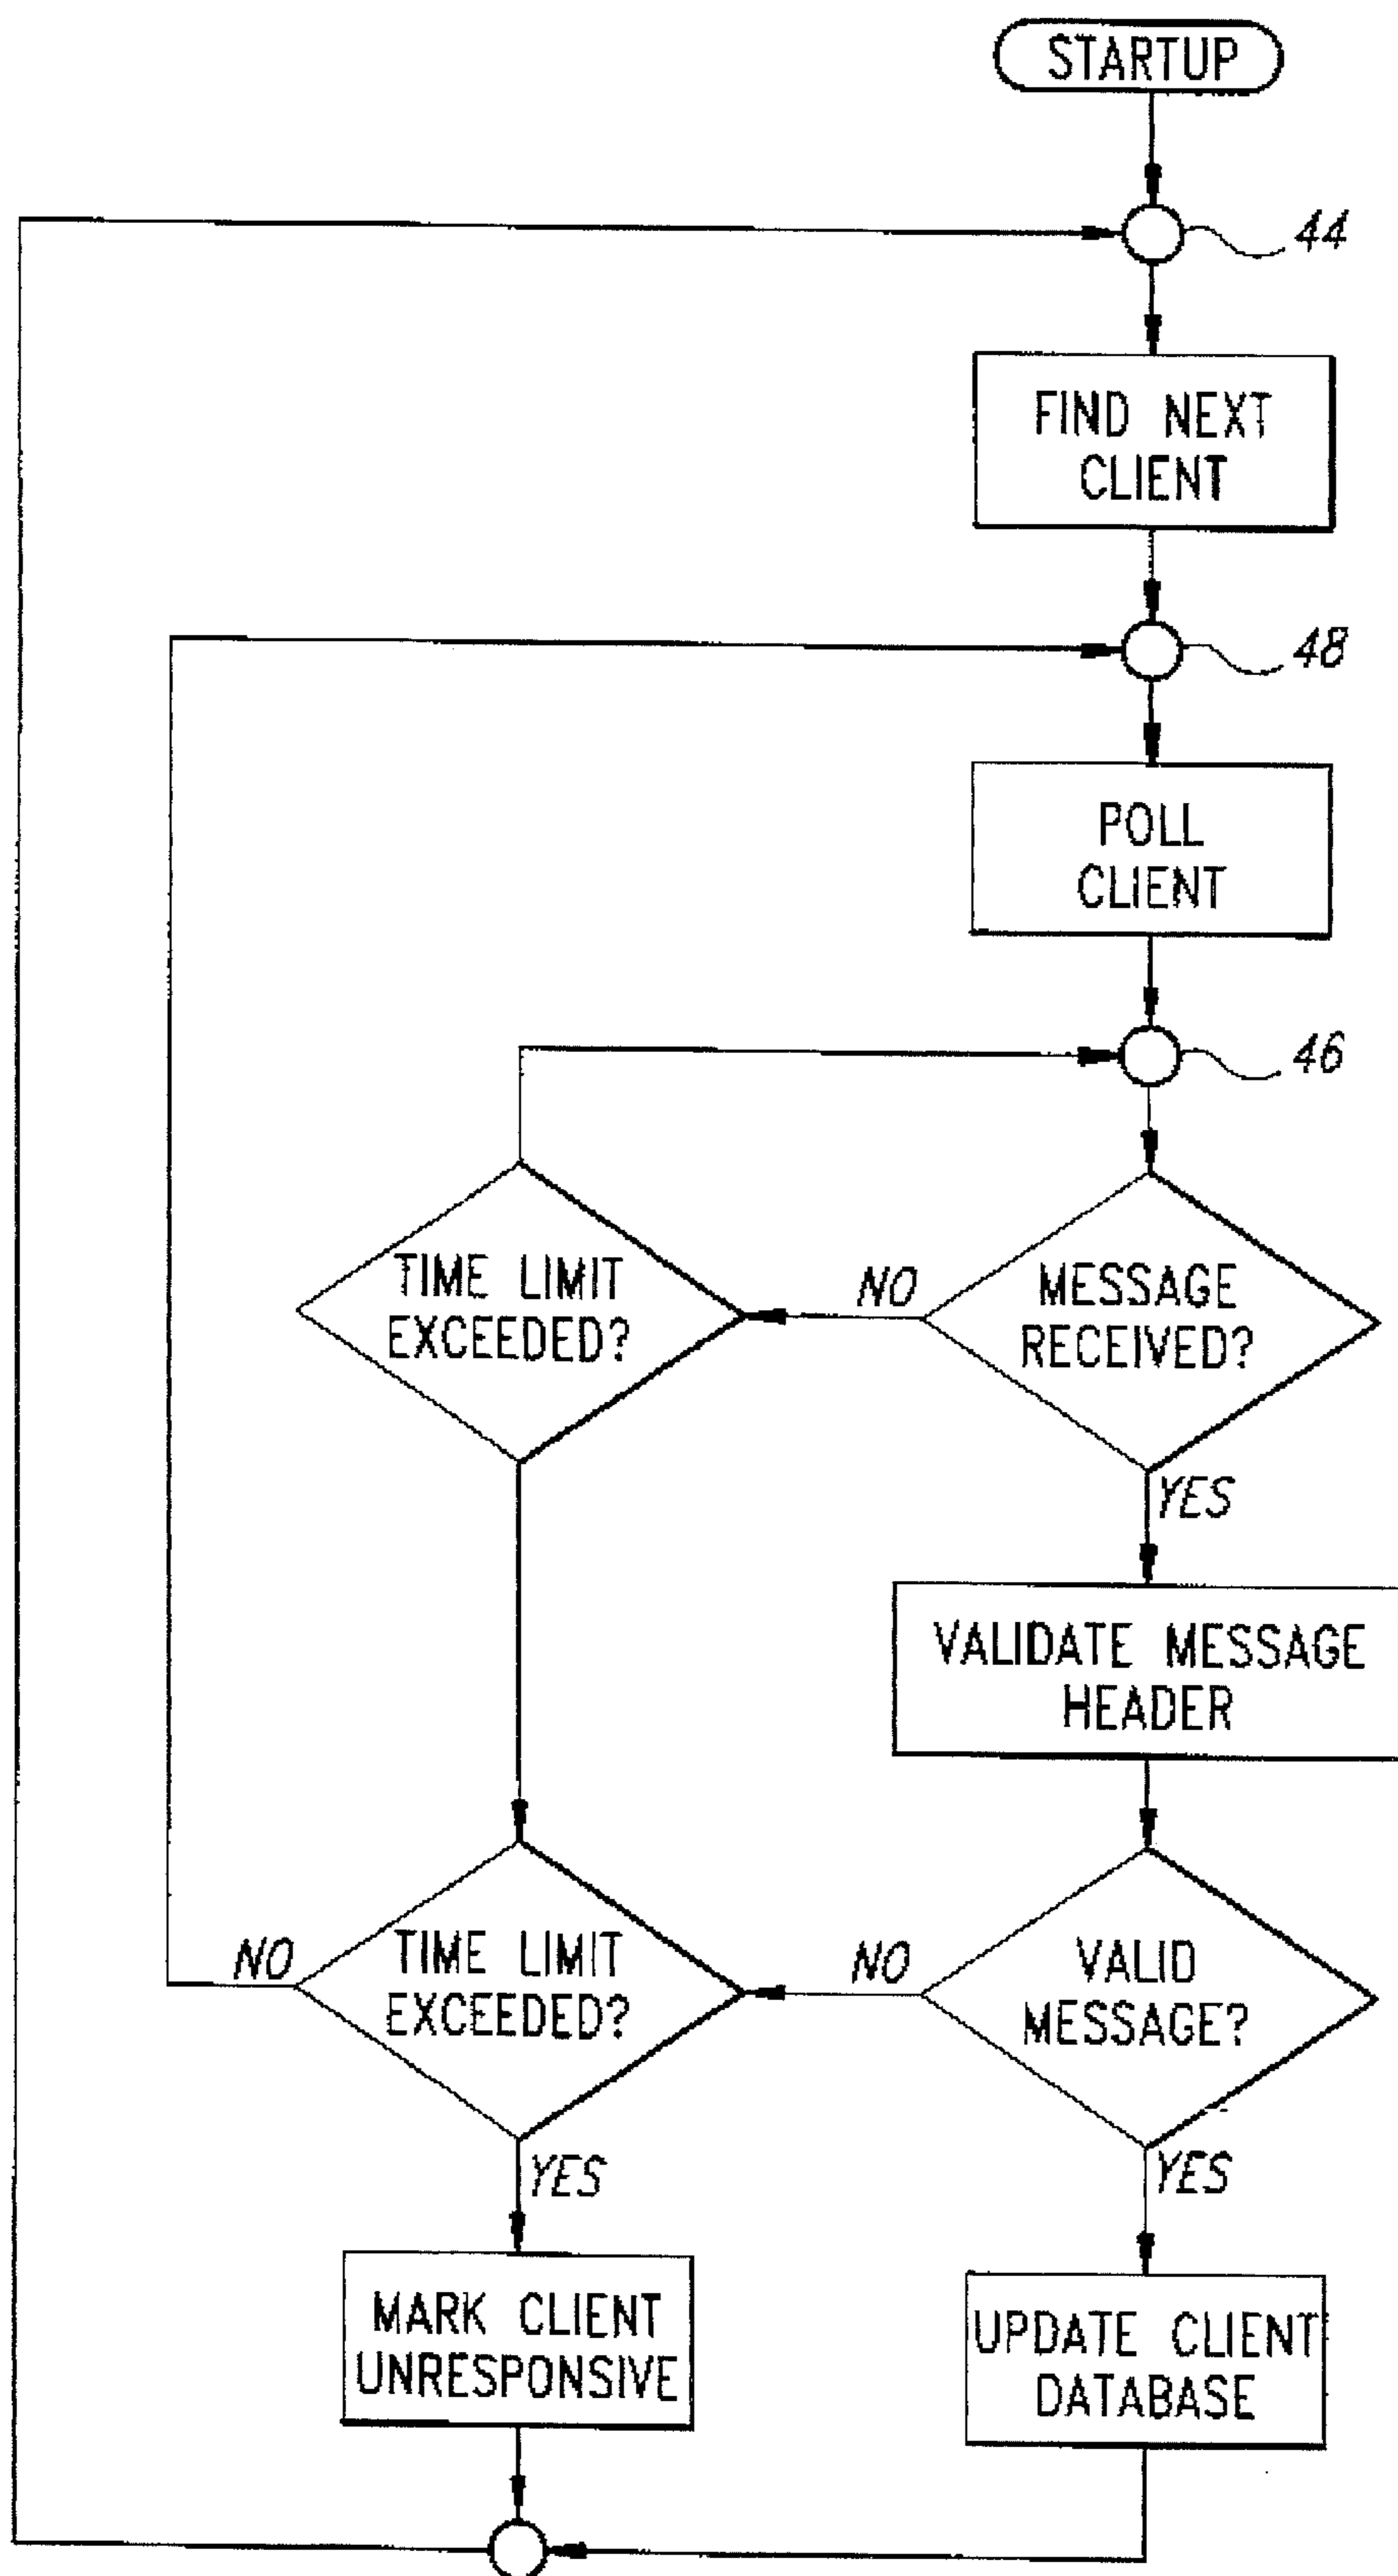 STARTUP
44
FIND NEXT
CLIENT
48
POLL
CLIENT
46
TIME LIMIT
EXCEEDED?
NO
MESSAGE
RECEIVED?
YES
VALIDATE MESSAGE
HEADER
NO
TIME LIMIT
EXCEEDED?
NO
VALID
MESSAGE?
YES
YES
MARK CLIENT
UNRESPONSIVE
UPDATE CLIENT
DATABASE